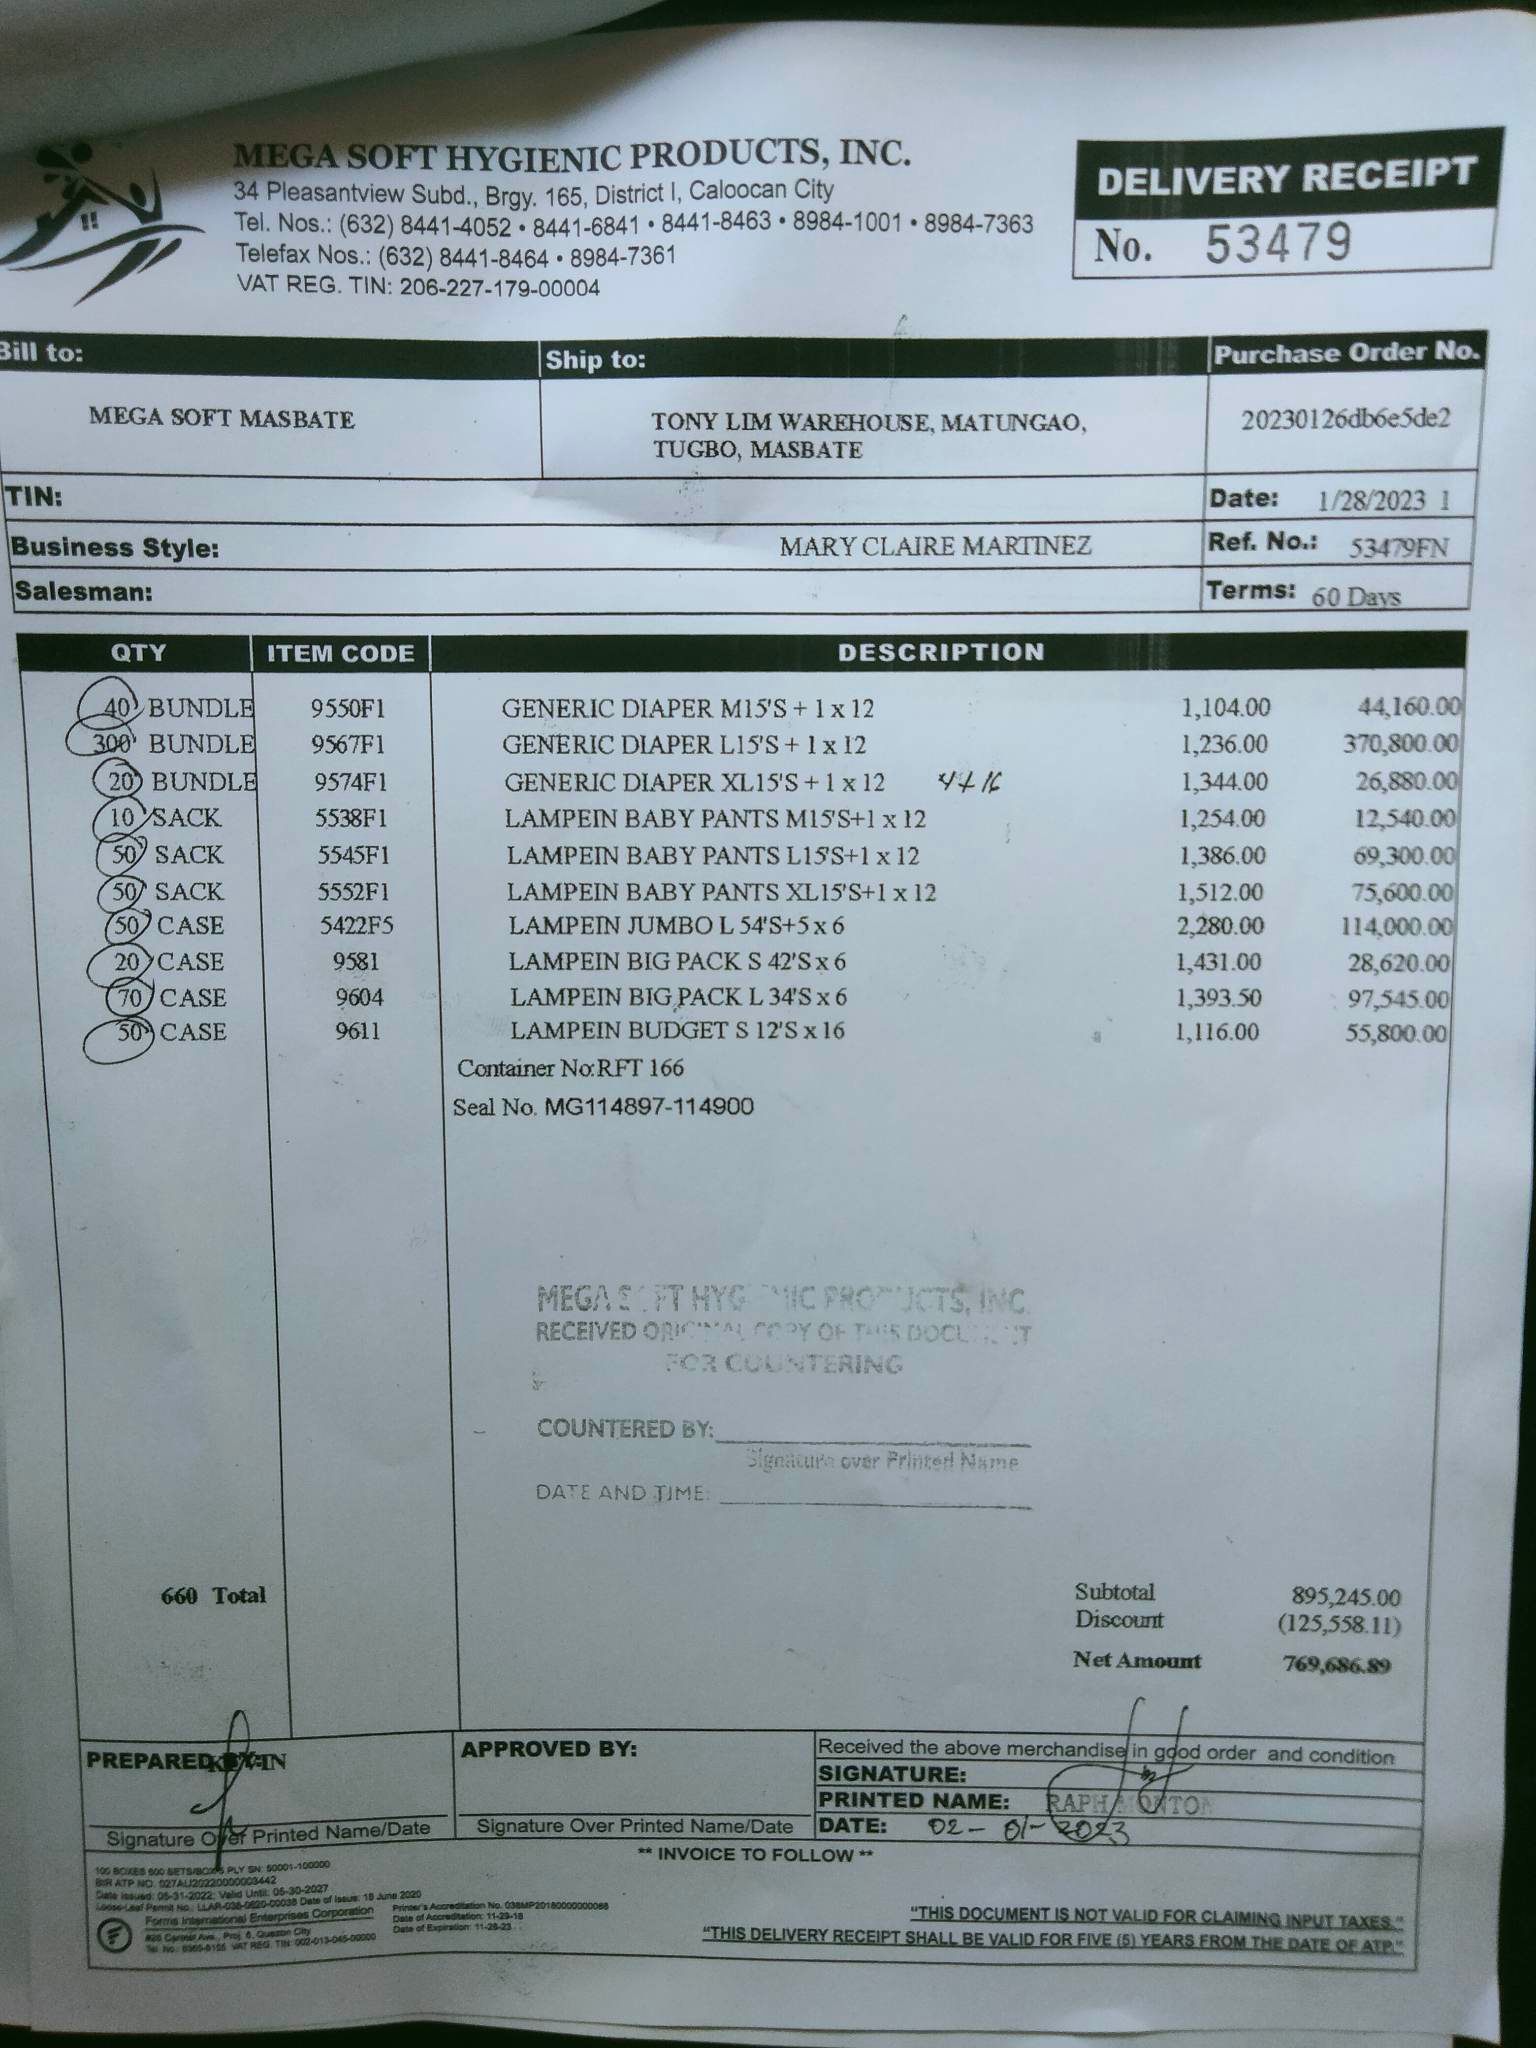 MEGA SOFT HYGIENIC PRODUCTS, INC.
34 Pleasantview Subd., Brgy. 165, District I, Caloocan City
Tel. Nos.: (632) 8441-4052 • 8441-6841 • 8441-8463 • 8984-1001 • 8984-7363
Telefax Nos.: (632) 8441-8464 • 8984-7361
VAT REG. TIN: 206-227-179-00004
DELIVERY RECEIPT
No. 53479
Bill to: Ship to: Purchase Order No.
MEGA SOFT MASBATE TONY LIM WAREHOUSE, MATUNGAO, 20230126db6e5de2
TUGBO, MASBATE
TIN: Date: 1/28/2023 1
Business Style: MARY CLAIRE MARTINEZ Ref. No.: 53479FN
Salesman: Terms: 60 Days
QTY ITEM CODE DESCRIPTION
40 BUNDLE 9550F1 GENERIC DIAPER M15'S + 1 x 12 1,104.00 44,160.00
300 BUNDLE 9567F1 GENERIC DIAPER L15'S + 1 x 12 1,236.00 370,800.00
20 BUNDLE 9574F1 GENERIC DIAPER XL15'S + 1 x 12 4+16 1,344.00 26,880.00
10 SACK 5538F1 LAMPEIN BABY PANTS M15'S+1 x 12 1,254.00 12,540.00
50 SACK 5545F1 LAMPEIN BABY PANTS L15'S+1 x 12 1,386.00 69,300.00
50 SACK 5552F1 LAMPEIN BABY PANTS XL15'S+1 x 12 1,512.00 75,600.00
50 CASE 5422F5 LAMPEIN JUMBO L 54'S+5 x 6 2,280.00 114,000.00
20 CASE 9581 LAMPEIN BIG PACK S 42'S x 6 1,431.00 28,620.00
70 CASE 9604 LAMPEIN BIG PACK L 34'S x 6 1,393.50 97,545.00
50 CASE 9611 LAMPEIN BUDGET S 12'S x 16 1,116.00 55,800.00
Container No:RFT 166
Seal No. MG114897-114900
MEGA SOFT HYGIENIC PRODUCTS, INC.
RECEIVED ORIGINAL COPY OF THIS DOCUMENT
FOR COUNTERING
COUNTERED BY:
Signature over Printed Name
DATE AND TIME:
660 Total
Subtotal 895,245.00
Discount (125,558.11)
Net Amount 769,686.89
PREPARED BY: KEVIN
Signature Over Printed Name/Date
APPROVED BY:
Signature Over Printed Name/Date
Received the above merchandise in good order and condition
SIGNATURE:
PRINTED NAME: RAPH MONTON
DATE: 02-01-2023
** INVOICE TO FOLLOW **
100 BOXES 600 SETS/BOX 5 PLY SN: 50001-100000
BIR ATP NO. 027AU20220000003442
Date Issued: 05-31-2022; Valid Until: 05-30-2027
Loose-Leaf Permit No.: LLAR-038-0620-00038 Date of Issue: 18 June 2020
Forms International Enterprises Corporation
Proj. 6, Quezon City
VAT REG. TIN: 002-013-045-00000
Printer's Accreditation No. 038MP20180000000068
Date of Accreditation: 11-29-18
Date of Expiration: 11-28-23
"THIS DOCUMENT IS NOT VALID FOR CLAIMING INPUT TAXES."
"THIS DELIVERY RECEIPT SHALL BE VALID FOR FIVE (5) YEARS FROM THE DATE OF ATP."